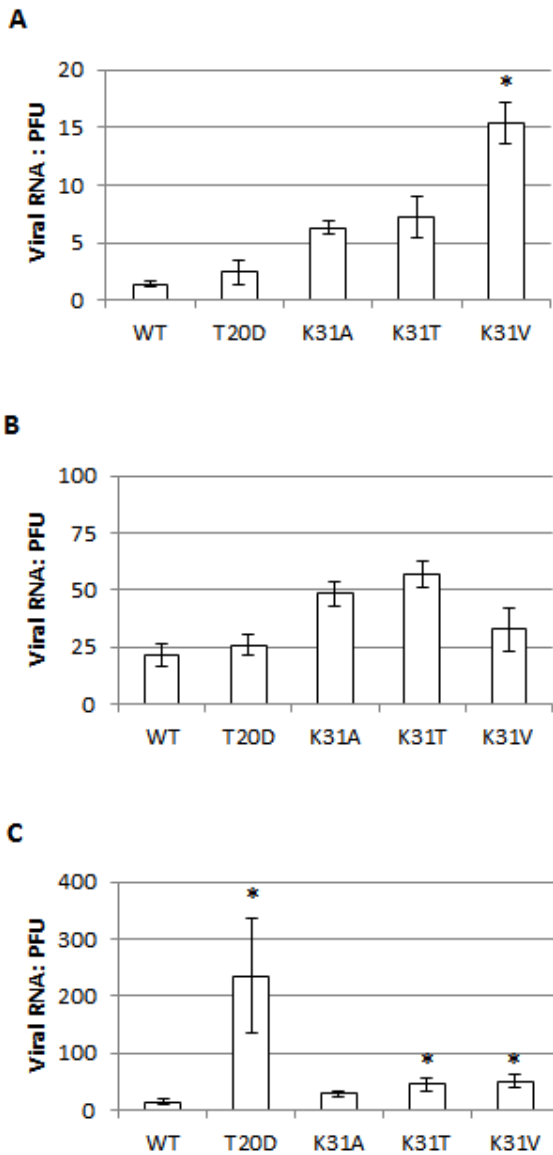 A
Viral RNA : PFU
20
15
10
5
0
*
WT T20D K31A K31T K31V
B
Viral RNA: PFU
100
75
50
25
0
WT T20D K31A K31T K31V
C
Viral RNA: PFU
400
300
200
100
0
*
* *
WT T20D K31A K31T K31V